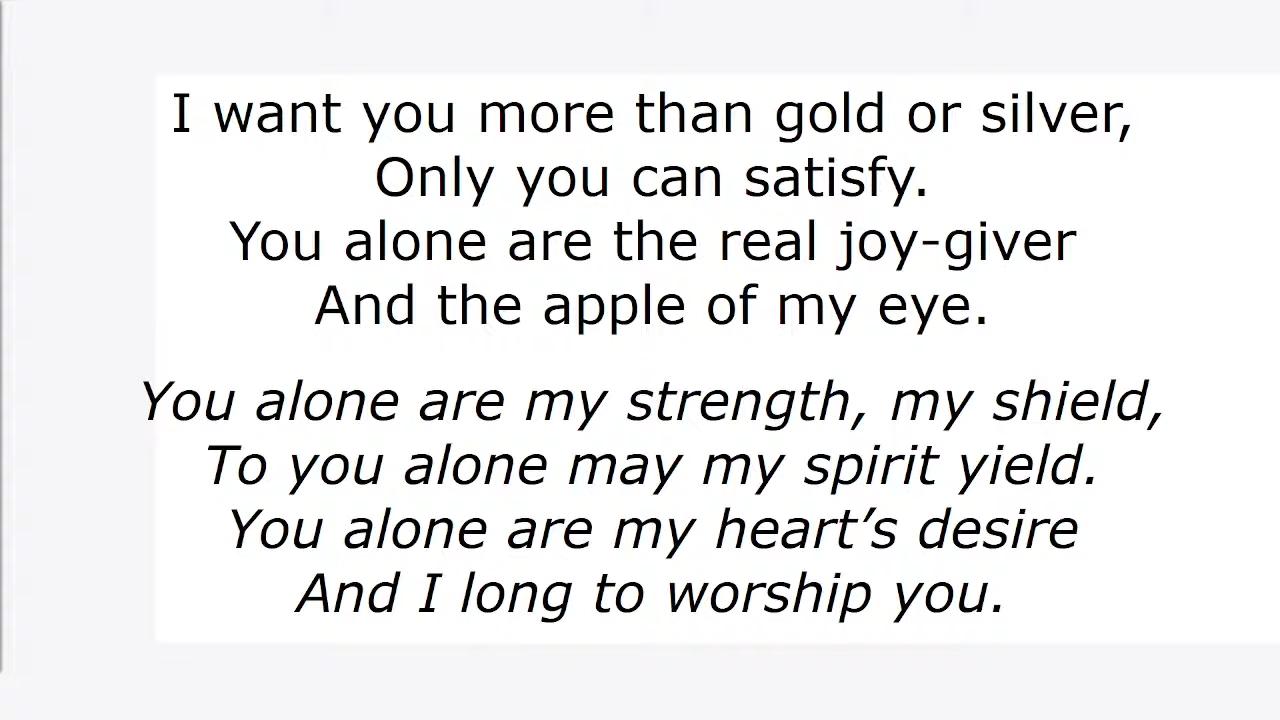 I want you more than gold or silver,
Only you can satisfy.
You alone are the real joy-giver
And the apple of my eye.
You alone are my strength, my shield,
To you alone may my spirit yield.
You alone are my heart’s desire
And I long to worship you.